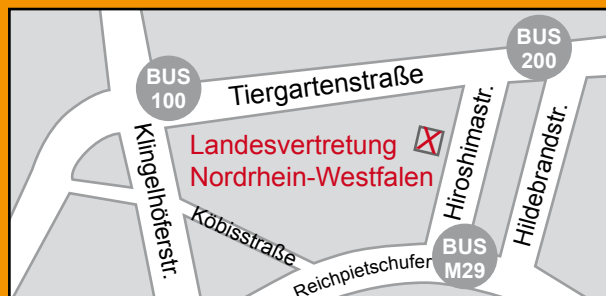 BUS
200
BUS
100
Tiergartenstraße
Landesvertretung
Nordrhein-Westfalen
X
Klingelhöferstr.
Köbisstraße
Hiroshimastr.
Hildebrandstr.
BUS
M29
Reichpietschufer